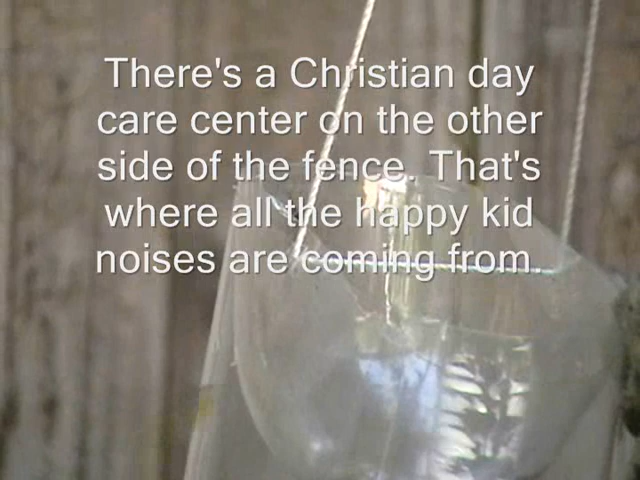 There's a Christian day
care center on the other
side of the fence. That's
where all the happy kid
noises are coming from.